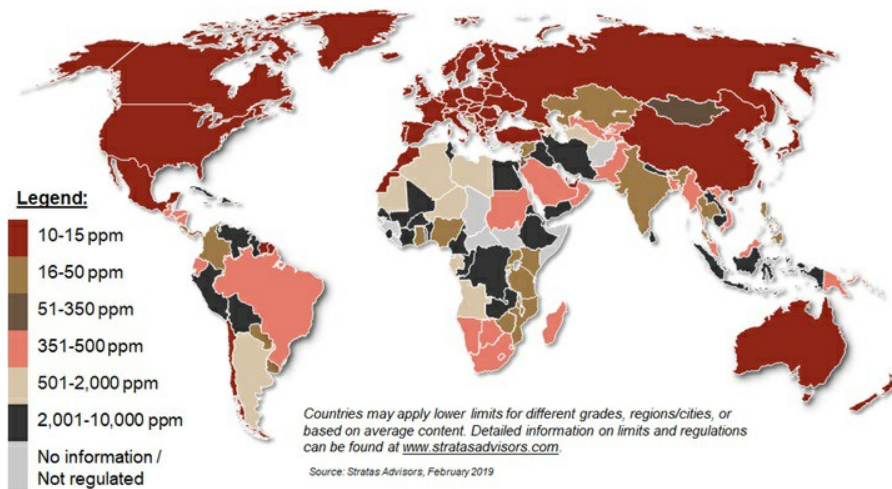 Legend:
10-15 ppm
16-50 ppm
51-350 ppm
351-500 ppm
501-2,000 ppm
2,001-10,000 ppm
No information /
Not regulated
Countries may apply lower limits for different grades, regions/cities, or
based on average content. Detailed information on limits and regulations
can be found at www.stratasadvisors.com.
Source: Stratas Advisors, February 2019